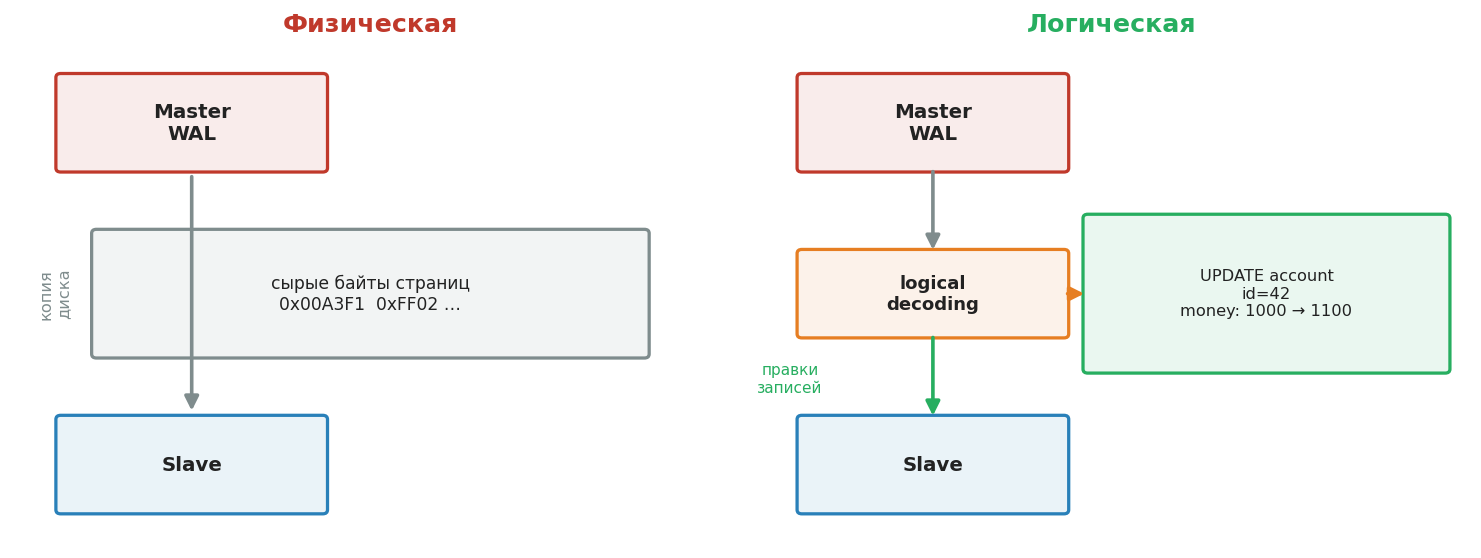 Физическая
Master
WAL
копия
диска
сырые байты страниц
0x00A3F1  0xFF02 …
Slave
Логическая
Master
WAL
logical
decoding
UPDATE account
id=42
money: 1000 → 1100
правки
записей
Slave